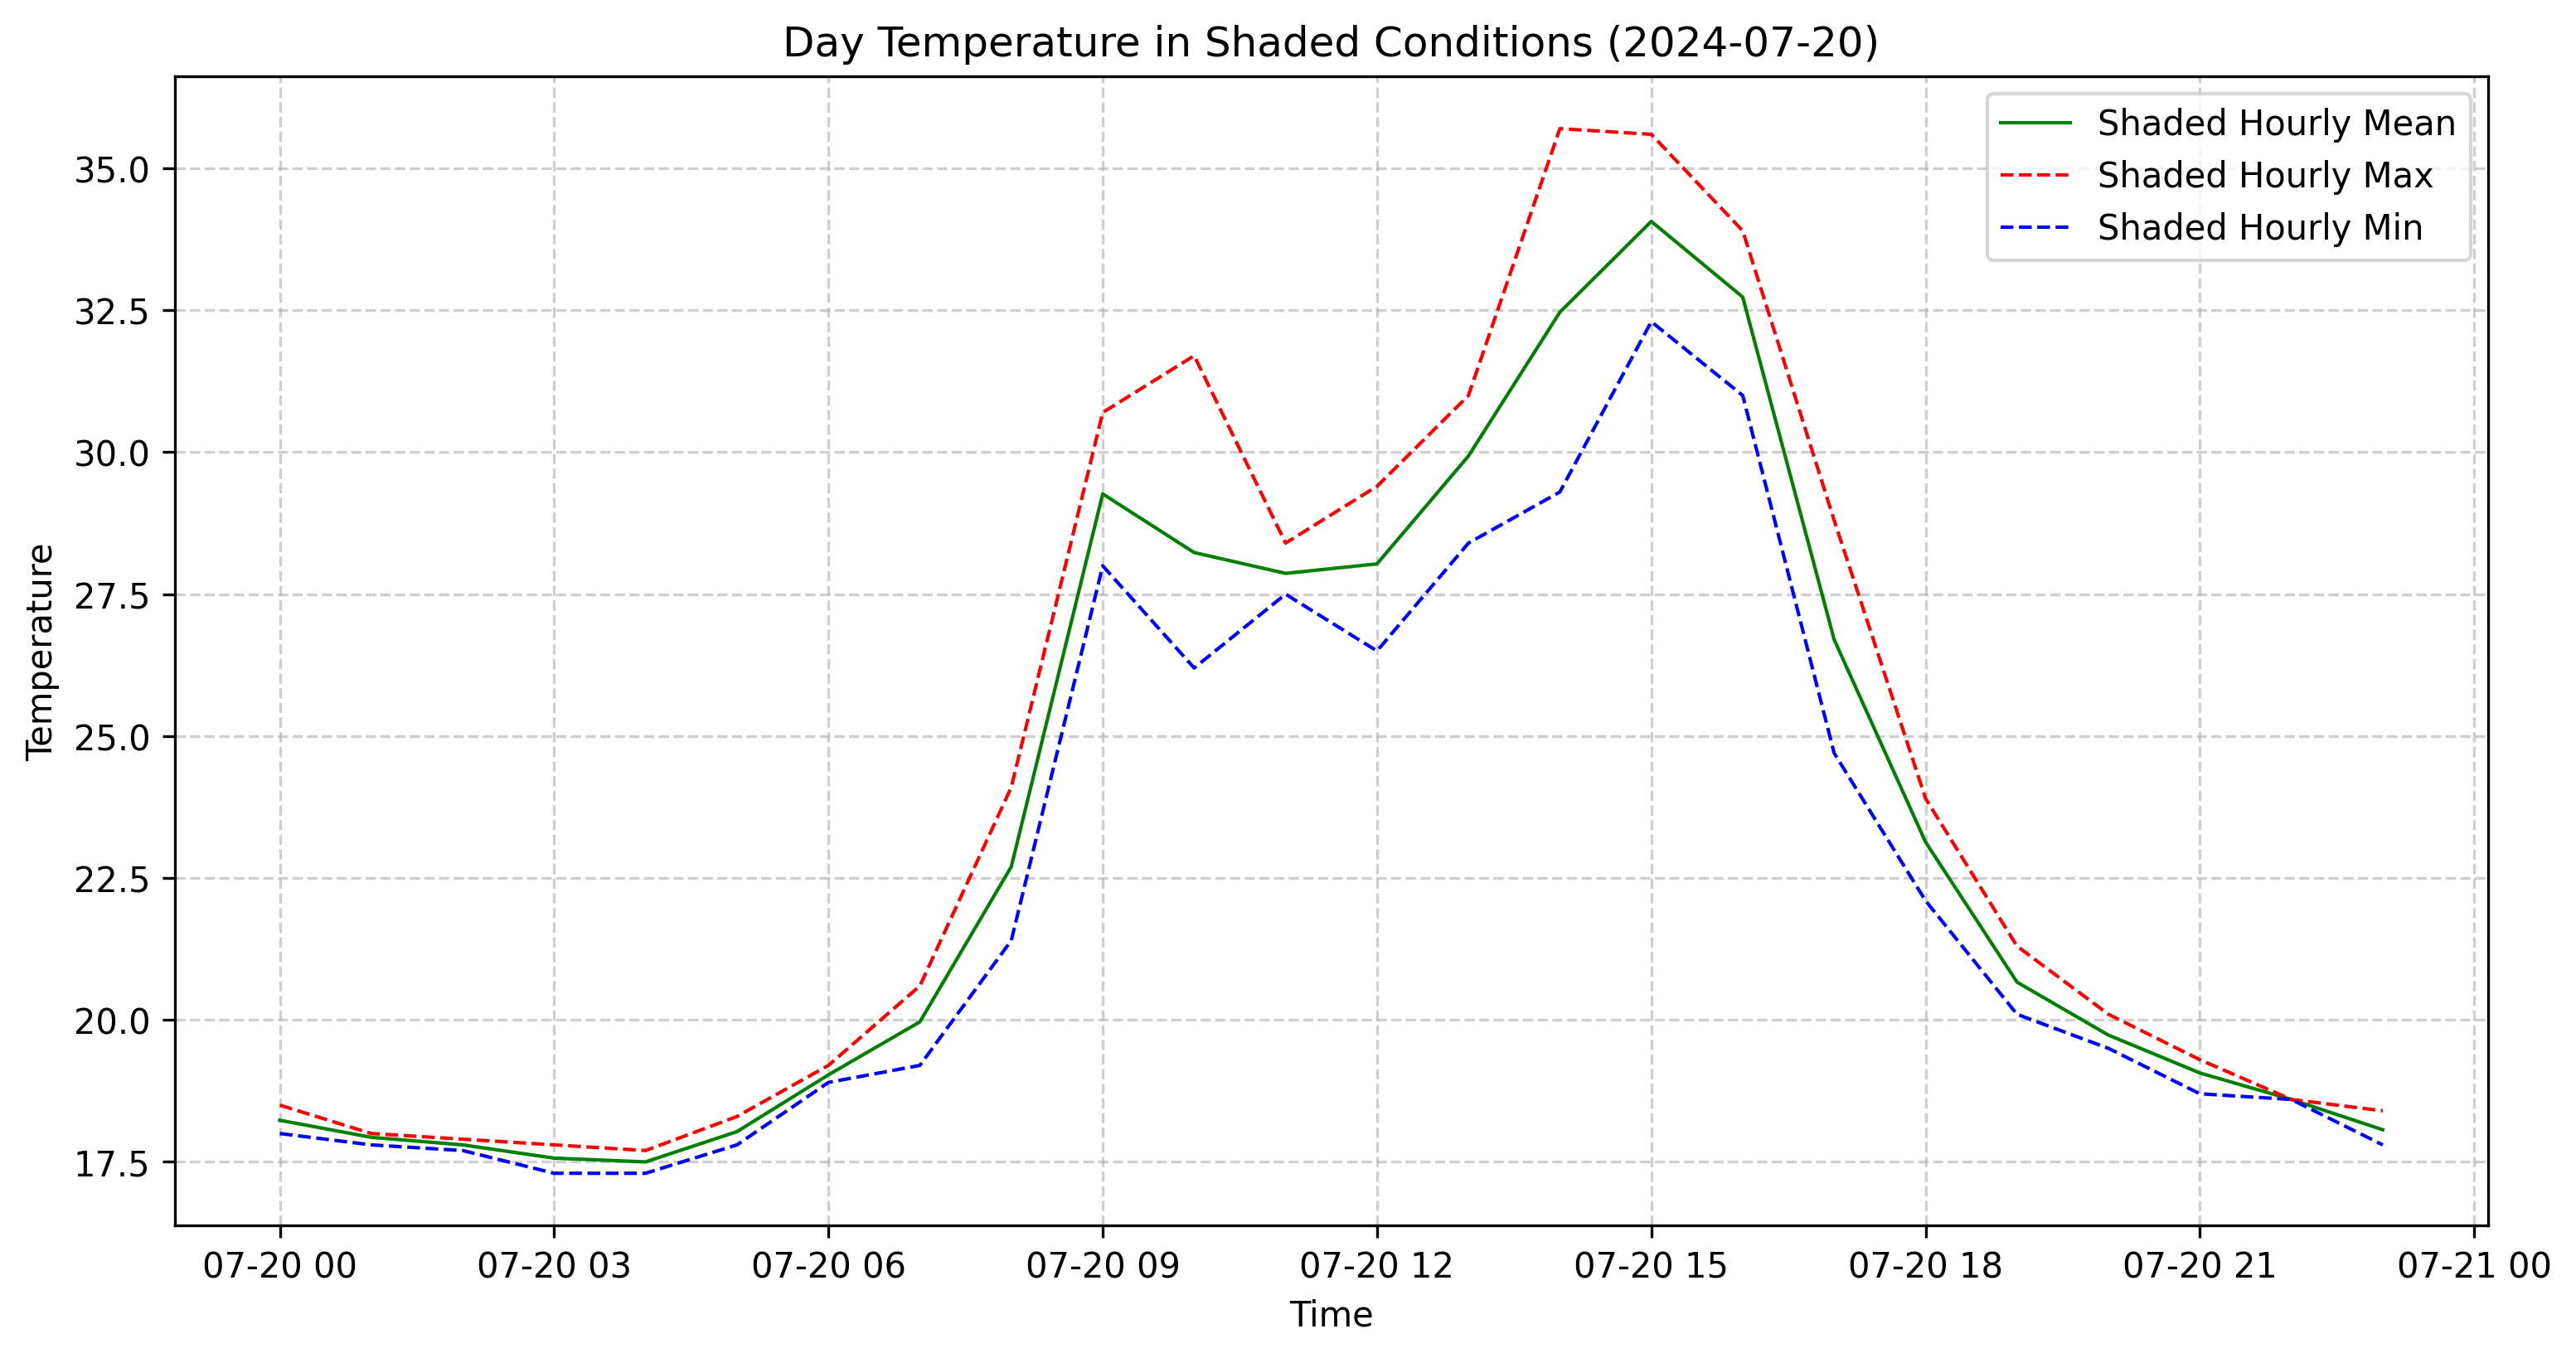 Day Temperature in Shaded Conditions (2024-07-20)
Shaded Hourly Mean
Shaded Hourly Max
Shaded Hourly Min
Temperature
35.0
32.5
30.0
27.5
25.0
22.5
20.0
17.5
07-20 00 07-20 03 07-20 06 07-20 09 07-20 12 07-20 15 07-20 18 07-20 21 07-21 00
Time